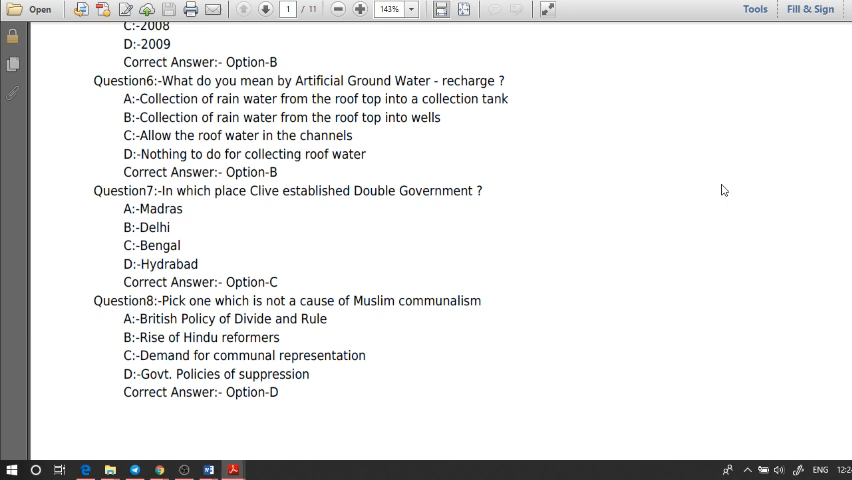 Open
1 / 11
143%
Tools
Fill & Sign
C:-2008
D:-2009
Correct Answer:- Option-B
Question6:-What do you mean by Artificial Ground Water - recharge ?
A:-Collection of rain water from the roof top into a collection tank
B:-Collection of rain water from the roof top into wells
C:-Allow the roof water in the channels
D:-Nothing to do for collecting roof water
Correct Answer:- Option-B
Question7:-In which place Clive established Double Government ?
A:-Madras
B:-Delhi
C:-Bengal
D:-Hydrabad
Correct Answer:- Option-C
Question8:-Pick one which is not a cause of Muslim communalism
A:-British Policy of Divide and Rule
B:-Rise of Hindu reformers
C:-Demand for communal representation
D:-Govt. Policies of suppression
Correct Answer:- Option-D
ENG